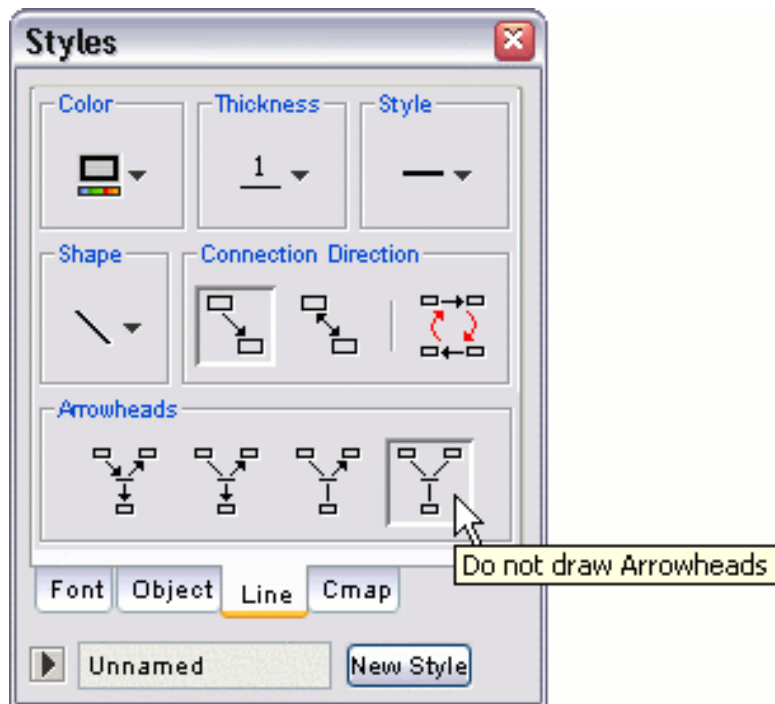 Styles
Color
Thickness
Style
1
Shape
Connection Direction
Arrowheads
Do not draw Arrowheads
Font
Object
Line
Cmap
Unnamed
New Style